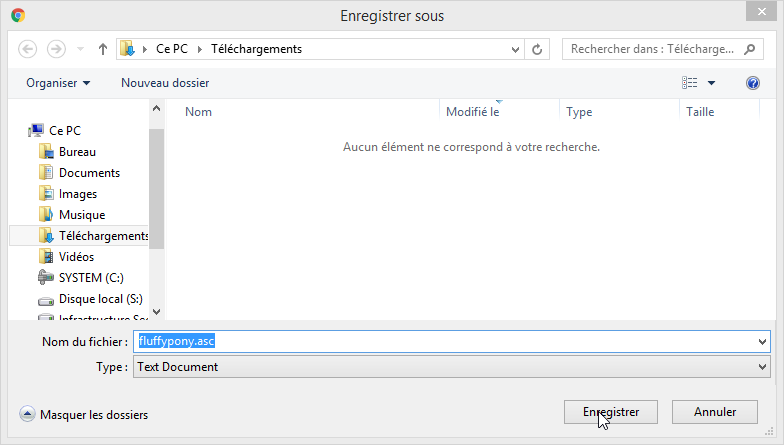 Enregistrer sous
Ce PC Téléchargements
Rechercher dans : Télécharge...
Organiser Nouveau dossier
Nom Modifié le Type Taille
Aucun élément ne correspond à votre recherche.
Ce PC
Bureau
Documents
Images
Musique
Téléchargements
Vidéos
SYSTEM (C:)
Disque local (S:)
Infrastructure Sec
Nom du fichier : fluffypony.asc
Type : Text Document
Masquer les dossiers
Enregistrer Annuler